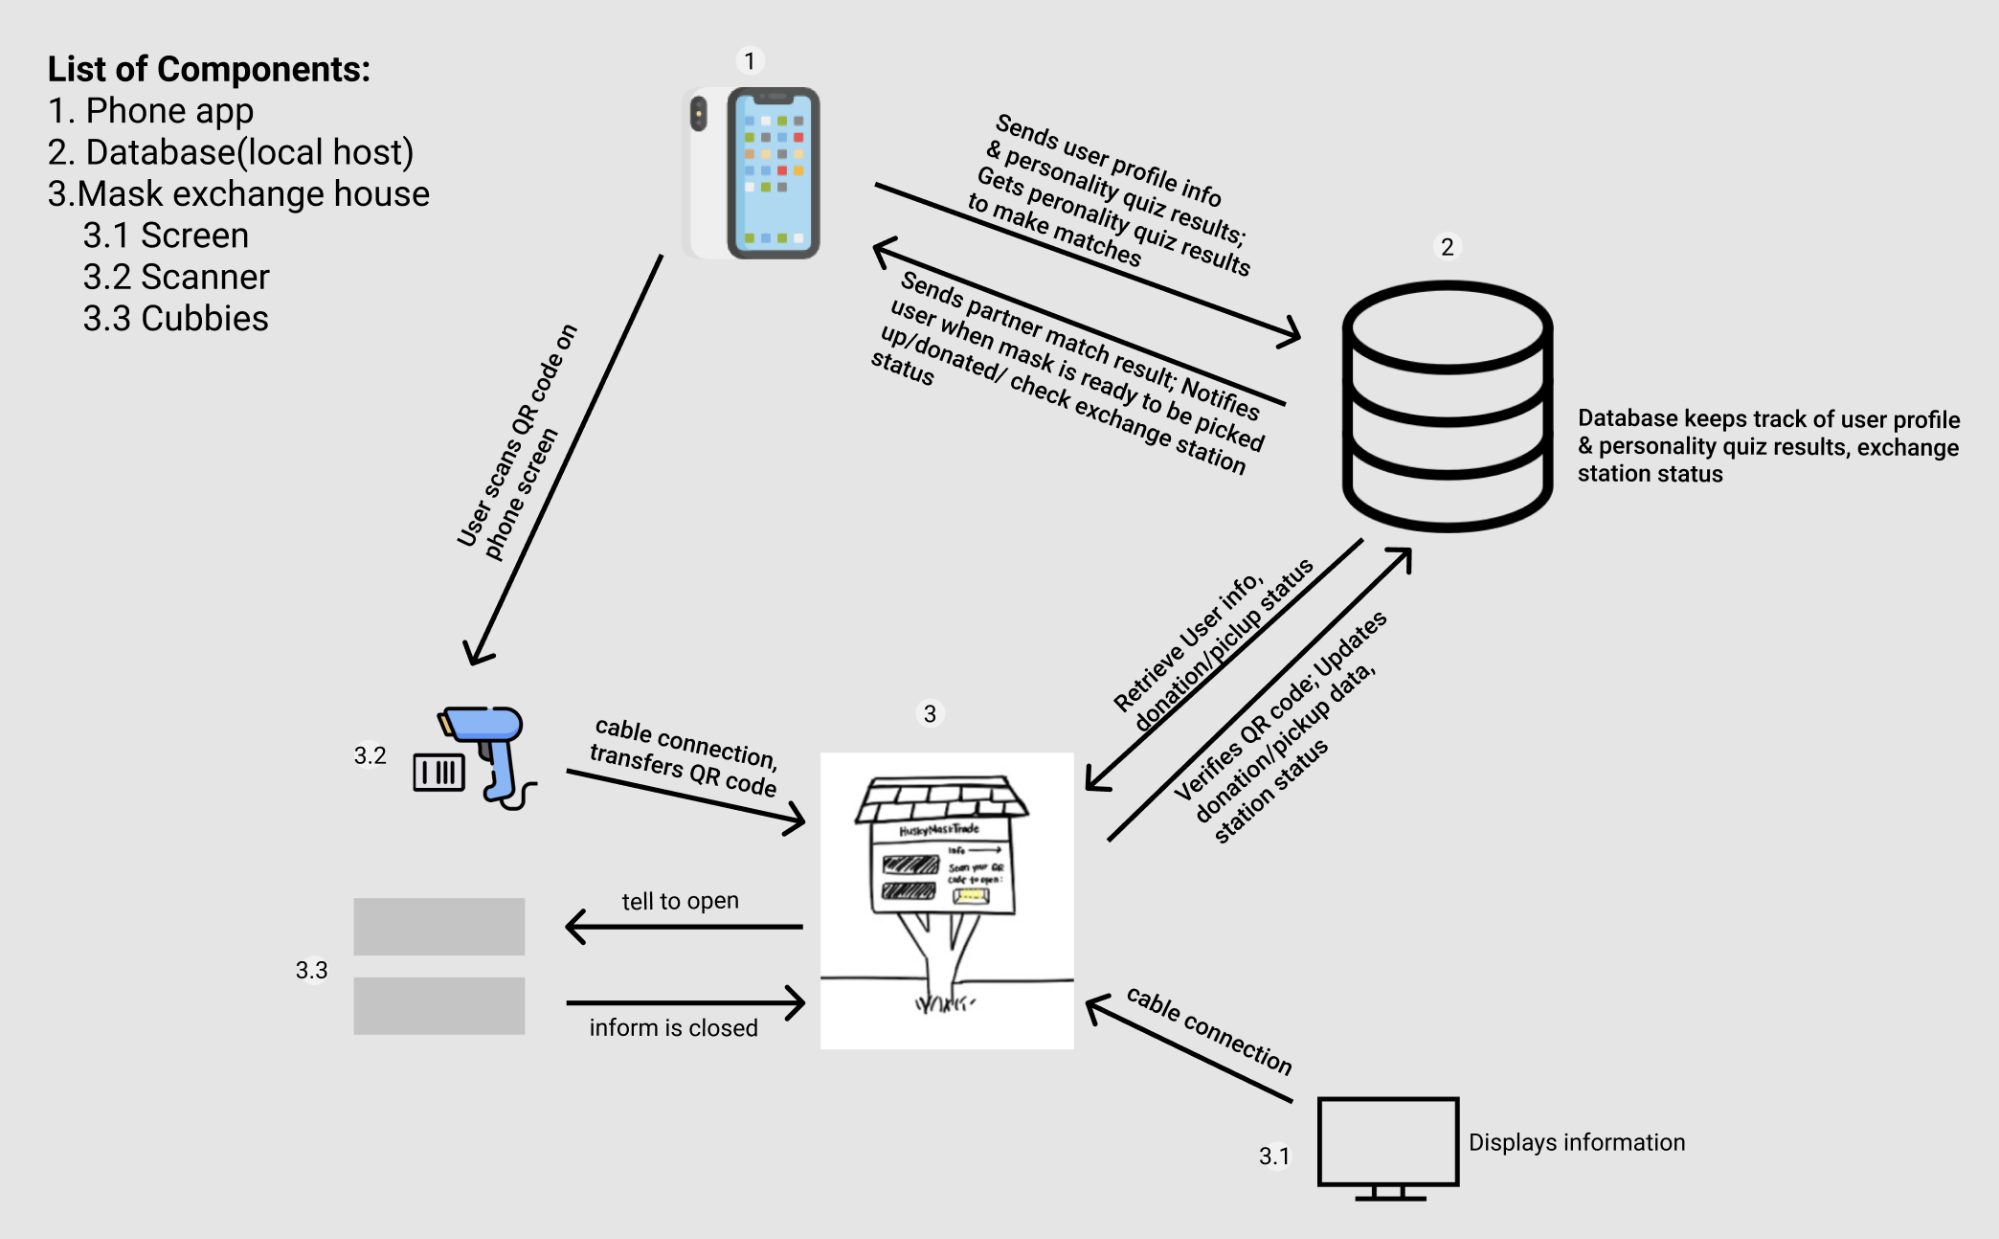 List of Components:
1. Phone app
2. Database(local host)
3.Mask exchange house
3.1 Screen
3.2 Scanner
3.3 Cubbies
1
Sends user profile info
& personality quiz results;
Gets peronality quiz results
to make matches
2
Sends partner match result; Notifies
user when mask is ready to be picked
up/donated/ check exchange station
status
Database keeps track of user profile
& personality quiz results, exchange
station status
User scans QR code on
phone screen
Retrieve User info,
donation/piclup status
Verifies QR code; Updates
donation/pickup data,
station status
3.2
cable connection,
transfers QR code
3
HuskyMaskTrade
Info
Scan your QR
code to open:
tell to open
3.3
inform is closed
cable connection
3.1
Displays information